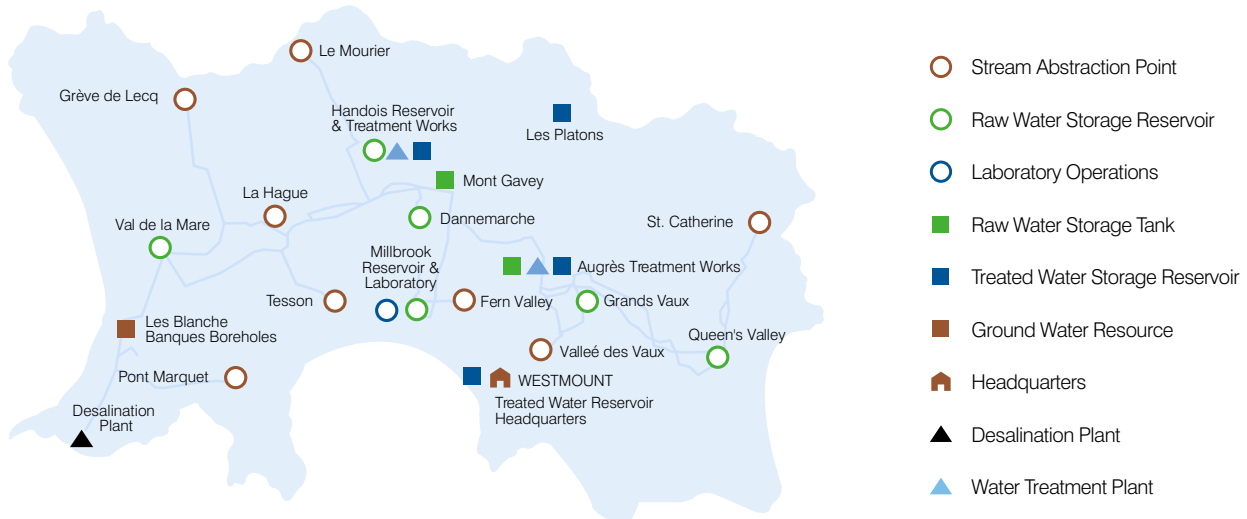 Le Mourier
Grève de Lecq
Handois Reservoir
& Treatment Works
Les Platons
Mont Gavey
La Hague
Dannemarche
St. Catherine
Val de la Mare
Millbrook
Reservoir &
Laboratory
Augrès Treatment Works
Tesson
Fern Valley
Grands Vaux
Les Blanche
Banques Boreholes
Queen's Valley
Valleé des Vaux
Pont Marquet
WESTMOUNT
Treated Water Reservoir
Headquarters
Desalination
Plant
Stream Abstraction Point
Raw Water Storage Reservoir
Laboratory Operations
Raw Water Storage Tank
Treated Water Storage Reservoir
Ground Water Resource
Headquarters
Desalination Plant
Water Treatment Plant